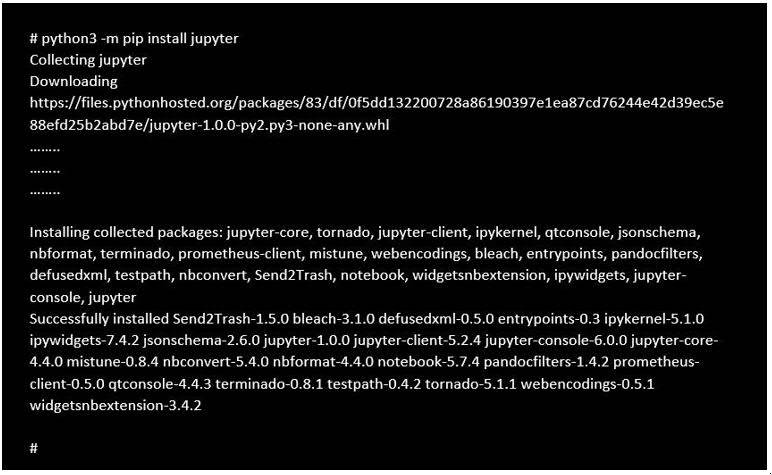 # python3 -m pip install jupyter
Collecting jupyter
Downloading
https://files.pythonhosted.org/packages/83/df/0f5dd132200728a86190397e1ea87cd76244e42d39ec5e
88efd25b2abd7e/jupyter-1.0.0-py2.py3-none-any.whl
........
........
........
Installing collected packages: jupyter-core, tornado, jupyter-client, ipykernel, qtconsole, jsonschema,
nbformat, terminado, prometheus-client, mistune, webencodings, bleach, entrypoints, pandocfilters,
defusedxml, testpath, nbconvert, Send2Trash, notebook, widgetsnbextension, ipywidgets, jupyter-
console, jupyter
Successfully installed Send2Trash-1.5.0 bleach-3.1.0 defusedxml-0.5.0 entrypoints-0.3 ipykernel-5.1.0
ipywidgets-7.4.2 jsonschema-2.6.0 jupyter-1.0.0 jupyter-client-5.2.4 jupyter-console-6.0.0 jupyter-core-
4.4.0 mistune-0.8.4 nbconvert-5.4.0 nbformat-4.4.0 notebook-5.7.4 pandocfilters-1.4.2 prometheus-
client-0.5.0 qtconsole-4.4.3 terminado-0.8.1 testpath-0.4.2 tornado-5.1.1 webencodings-0.5.1
widgetsnbextension-3.4.2
#